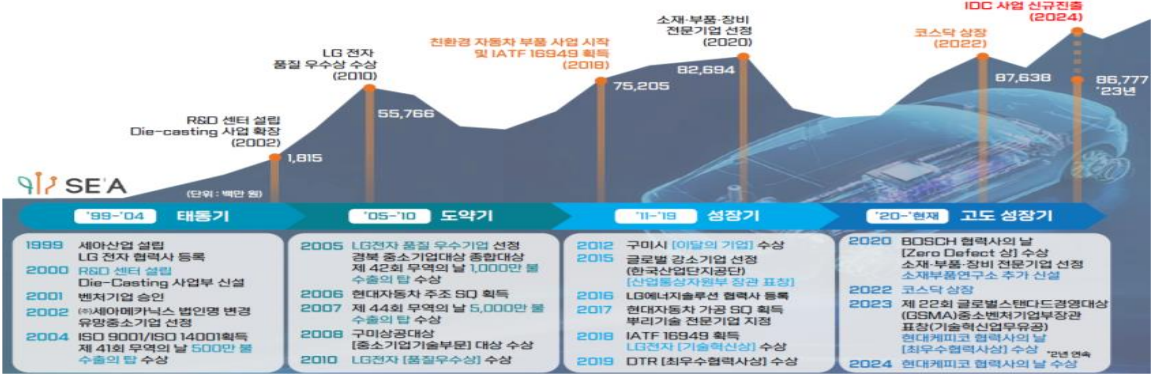 IDC 사업 신규진출
(2024)
소재·부품·장비
전문기업 선정
(2020)
코스닥 상장
(2022)
친환경 자동차 부품 사업 시작
및 IATF 16949 획득
(2018)
LG 전자
품질 우수상 수상
(2010)
R&D 센터 설립
Die-casting 사업 확장
(2002)
1,815
55,766
75,205
82,694
87,638
86,777
'23년
SE'A
(단위 : 백만 원)
'99-'04 태동기
'05-'10 도약기
'11-'19 성장기
'20-'현재 고도 성장기
1999 세아산업 설립
LG 전자 협력사 등록
2000 R&D 센터 설립
Die-Casting 사업부 신설
2001 벤처기업 승인
2002 ㈜세아메카닉스 법인명 변경
유망중소기업 선정
2004 ISO 9001/ISO 14001획득
제 41회 무역의 날 500만 불
수출의 탑 수상
2005 LG전자 품질 우수기업 선정
경북 중소기업대상 종합대상
제 42회 무역의 날 1,000만 불
수출의 탑 수상
2006 현대자동차 주조 SQ 획득
2007 제 44회 무역의 날 5,000만 불
수출의 탑 수상
2008 구미상공대상
[중소기업기술부문] 대상 수상
2010 LG전자 [품질우수상] 수상
2012 구미시 [이달의 기업] 수상
2015 글로벌 강소기업 선정
(한국산업단지공단)
[산업통상자원부 장관 표창]
2016 LG에너지솔루션 협력사 등록
2017 현대자동차 가공 SQ 획득
뿌리기술 전문기업 지정
2018 IATF 16949 획득
LG전자 [기술혁신상] 수상
2019 DTR [최우수협력사상] 수상
2020 BOSCH 협력사의 날
[Zero Defect 상] 수상
소재·부품·장비 전문기업 선정
소재부품연구소 추가 신설
2022 코스닥 상장
2023 제 22회 글로벌스탠다드경영대상
(GSMA)중소벤처기업부장관
표창(기술혁신업무유공)
현대케피코 협력사의 날
[최우수협력사상] 수상 *2년 연속
2024 현대케피코 협력사의 날 수상